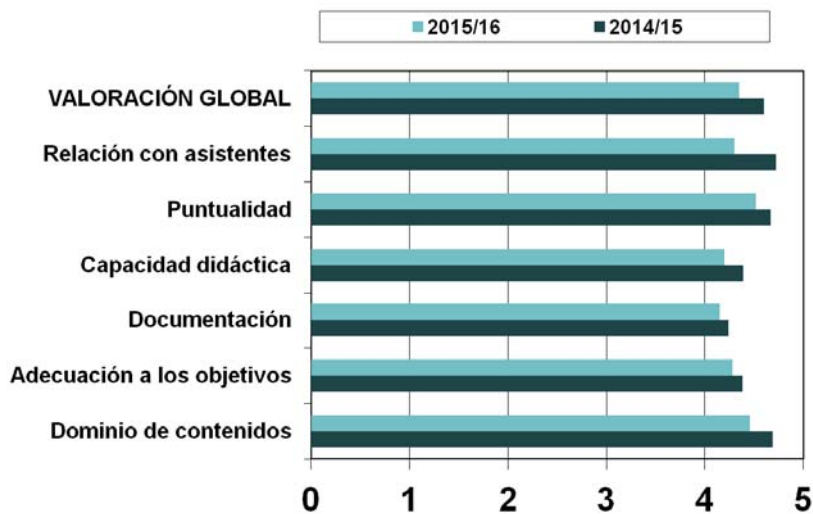 2015/16 2014/15
VALORACIÓN GLOBAL
Relación con asistentes
Puntualidad
Capacidad didáctica
Documentación
Adecuación a los objetivos
Dominio de contenidos
0 1 2 3 4 5